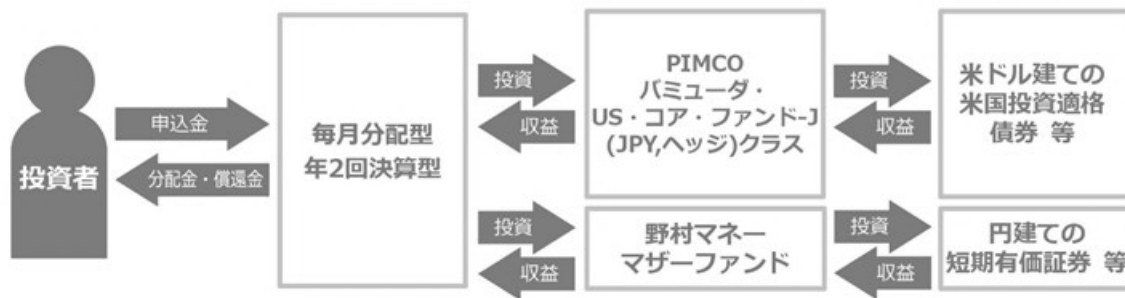 投資者
申込金
分配金・償還金
毎月分配型
年2回決算型
投資
収益
PIMCO
バミューダ・
US・コア・ファンド-J
(JPY,ヘッジ)クラス
投資
収益
米ドル建ての
米国投資適格
債券 等
投資
収益
野村マネー
マザーファンド
投資
収益
円建ての
短期有価証券 等